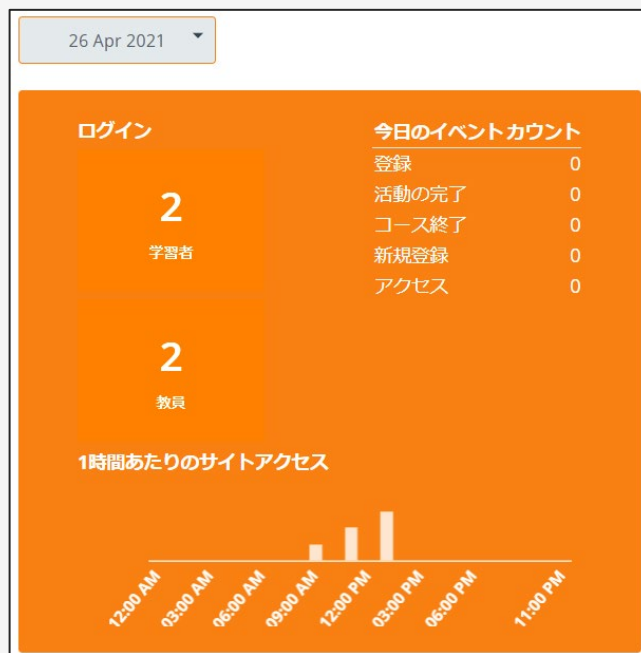 26 Apr 2021
ログイン
2
学習者
2
教員
今日のイベントカウント
登録 0
活動の完了 0
コース終了 0
新規登録 0
アクセス 0
1時間あたりのサイトアクセス
12:00 AM
03:00 AM
06:00 AM
09:00 AM
12:00 PM
03:00 PM
06:00 PM
11:00 PM